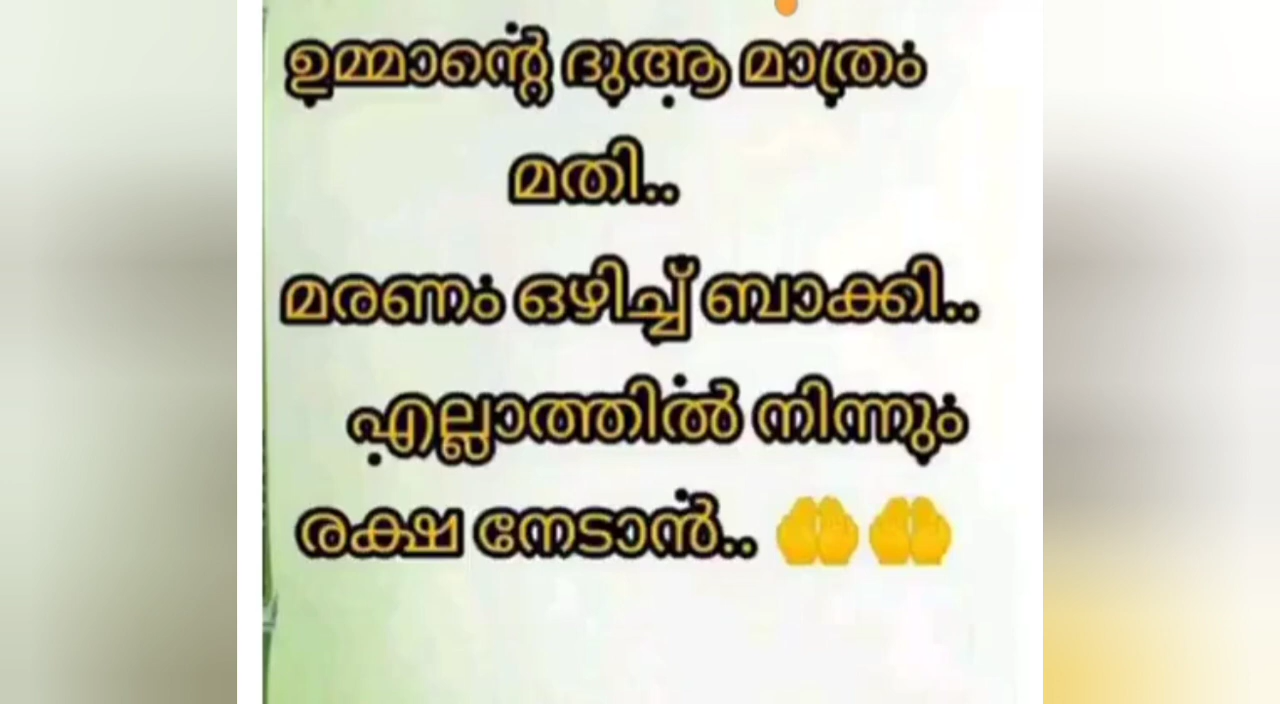 ഉമ്മാന്റെ ദുആ മാത്രം
മതി..
മരണം ഒഴിച്ച് ബാക്കി..
എല്ലാത്തിൽ നിന്നും
രക്ഷ നേടാൻ.. 🤲🤲